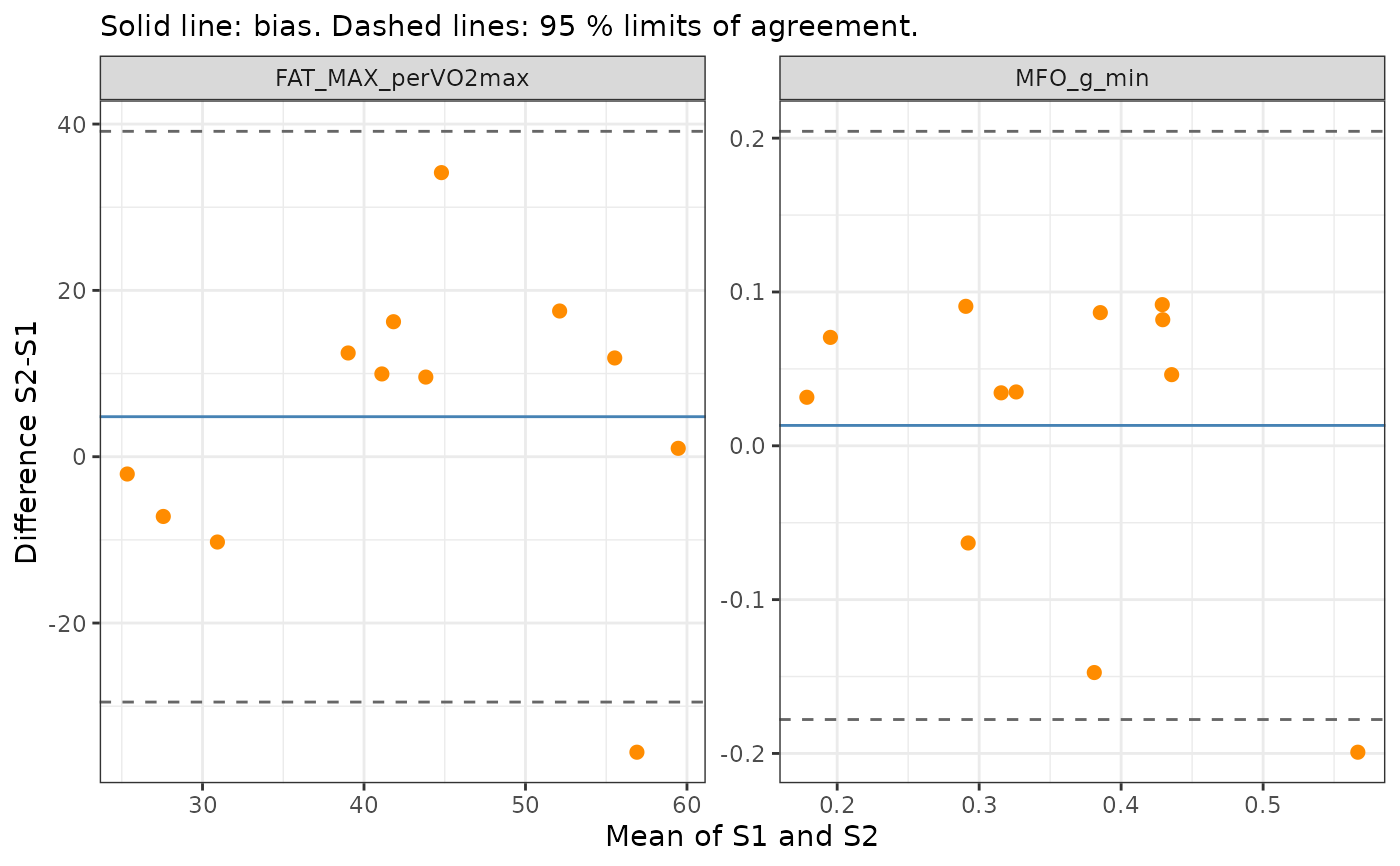 Solid line: bias. Dashed lines: 95 % limits of agreement.
FAT_MAX_perVO2max
MFO_g_min
Difference S2-S1
40
20
0
-20
0.2
0.1
0.0
-0.1
-0.2
30 40 50 60
0.2 0.3 0.4 0.5
Mean of S1 and S2